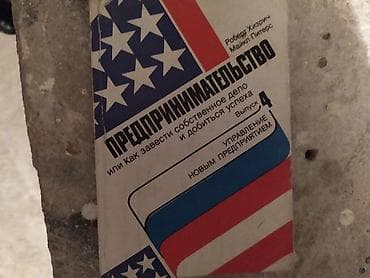 Роберт Хизрич
Майкл Питерс
ПРЕДПРИНИМАТЕЛЬСТВО
или Как завести собственное дело
и добиться успеха
Выпуск 4
УПРАВЛЕНИЕ
НОВЫМ ПРЕДПРИЯТИЕМ